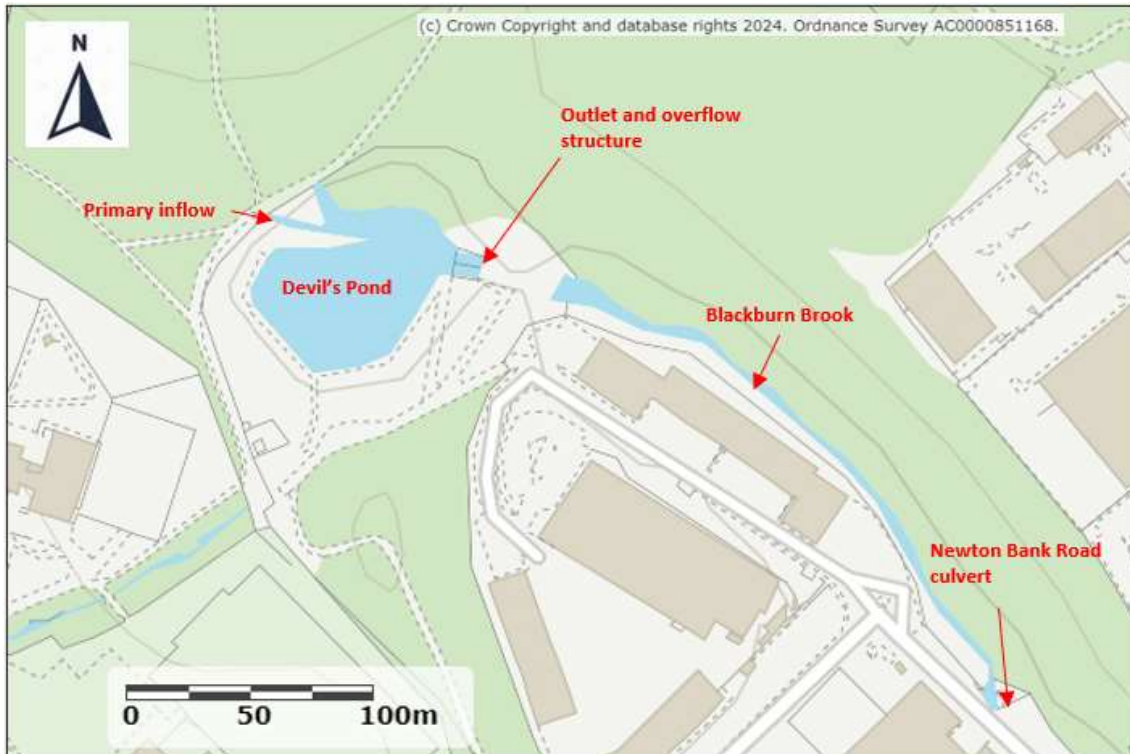 (c) Crown Copyright and database rights 2024. Ordnance Survey AC0000851168.
N
Outlet and overflow
structure
Primary inflow
Devil's Pond
Blackburn Brook
Newton Bank Road
culvert
0 50 100m